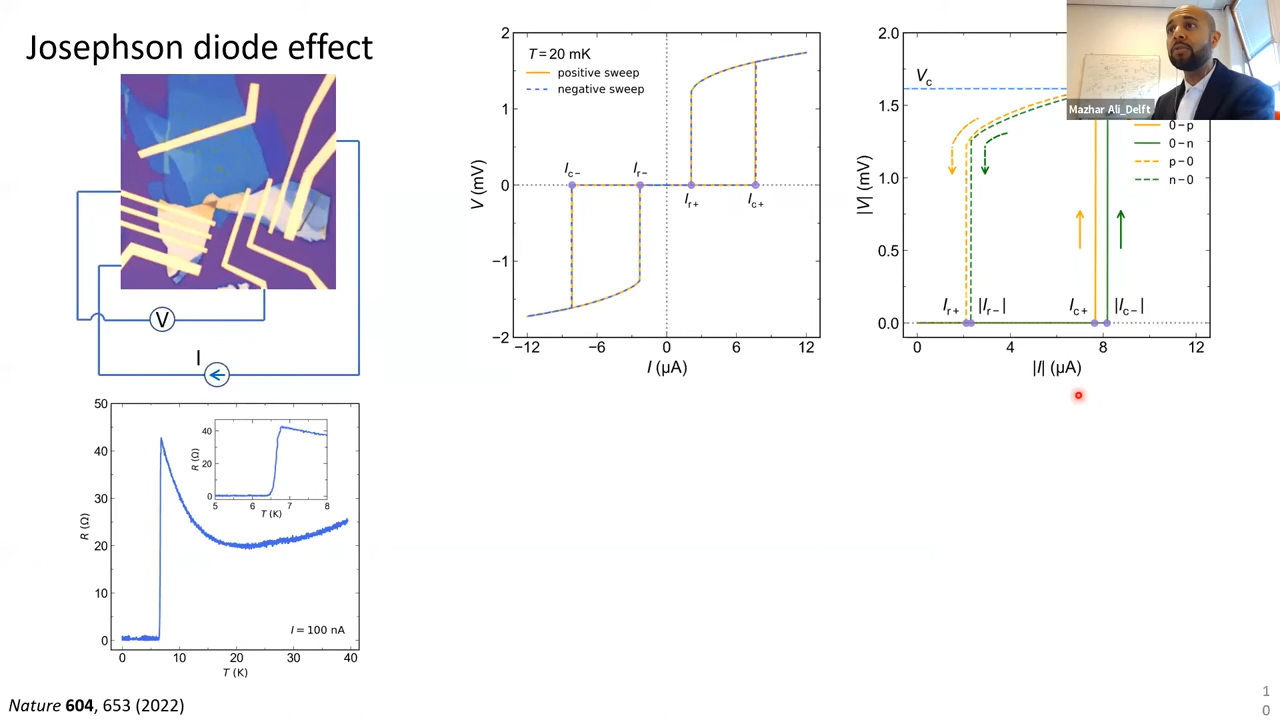 Josephson diode effect
V
I
50
40
30
20
10
0
R (Ω)
0
10
20
30
40
T (K)
I = 100 nA
40
20
0
R (Ω)
5
6
7
8
T (K)
2
1
0
−1
−2
V (mV)
T = 20 mK
positive sweep
negative sweep
Ic−
Ir−
Ir+
Ic+
−12
−6
0
6
12
I (μA)
2.0
1.5
1.0
0.5
0.0
|V| (mV)
Vc
0 – p
0 – n
p – 0
n – 0
Ir+
|Ir−|
Ic+
|Ic−|
0
4
8
12
|I| (μA)
Mazhar Ali_Delft
Nature 604, 653 (2022)
1
0